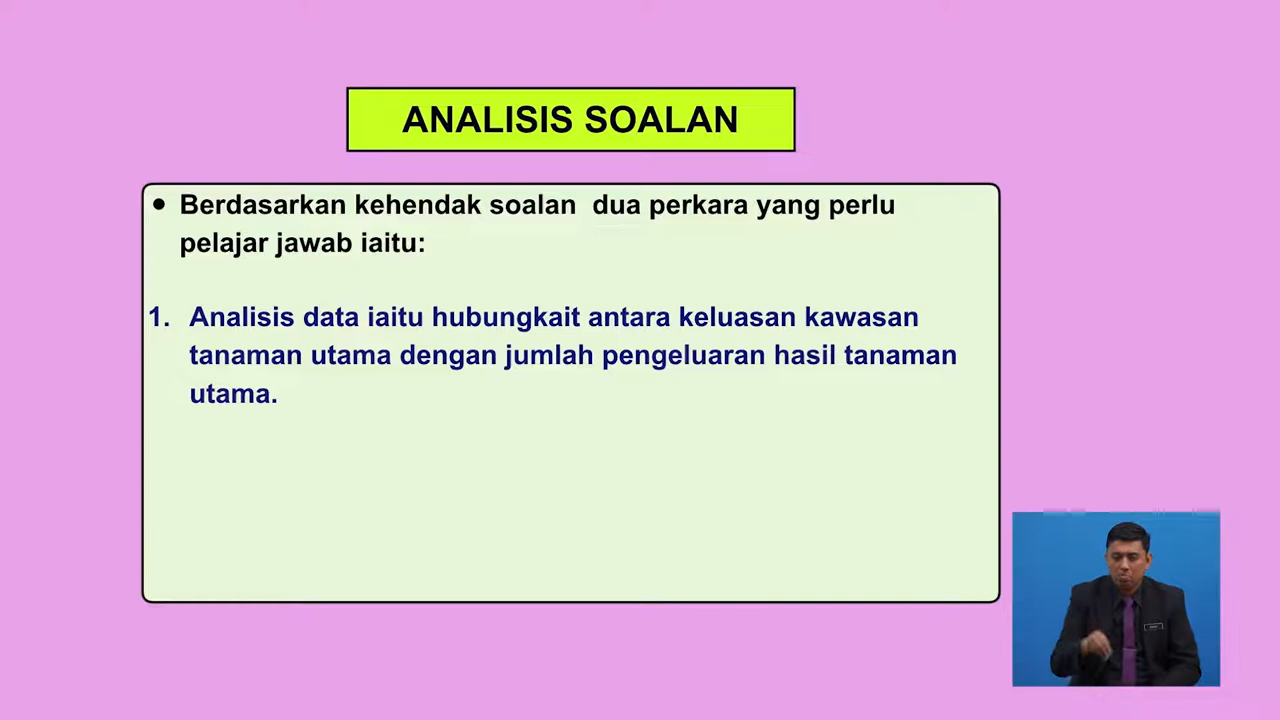 ANALISIS SOALAN
• Berdasarkan kehendak soalan dua perkara yang perlu
pelajar jawab iaitu:
1. Analisis data iaitu hubungkait antara keluasan kawasan
tanaman utama dengan jumlah pengeluaran hasil tanaman
utama.